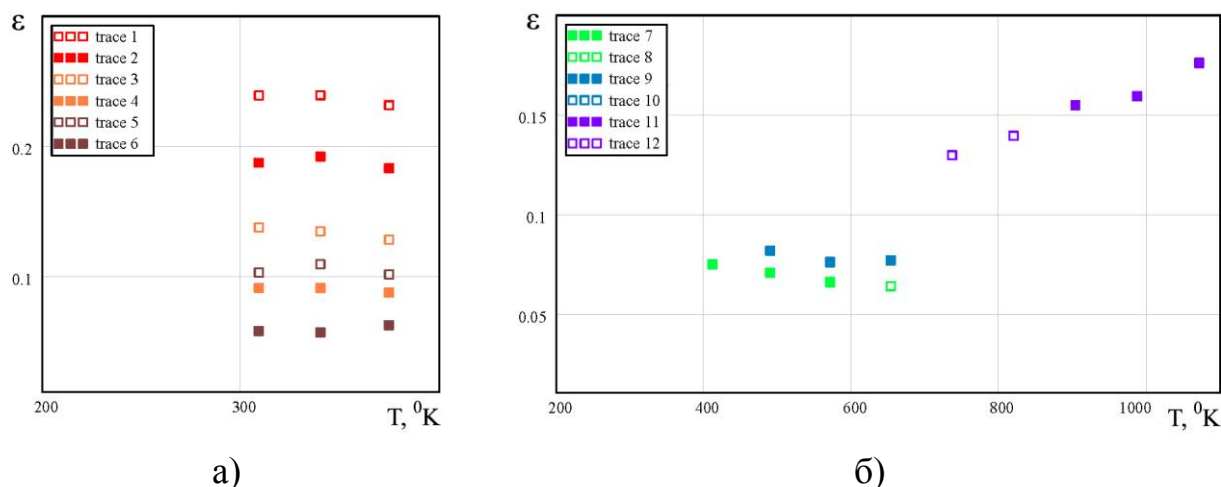 ε
trace 1
trace 2
trace 3
trace 4
trace 5
trace 6
0.2
0.1
200
300
T, ⁰K
а)
ε
trace 7
trace 8
trace 9
trace 10
trace 11
trace 12
0.15
0.1
0.05
200
400
600
800
1000
T, ⁰K
б)